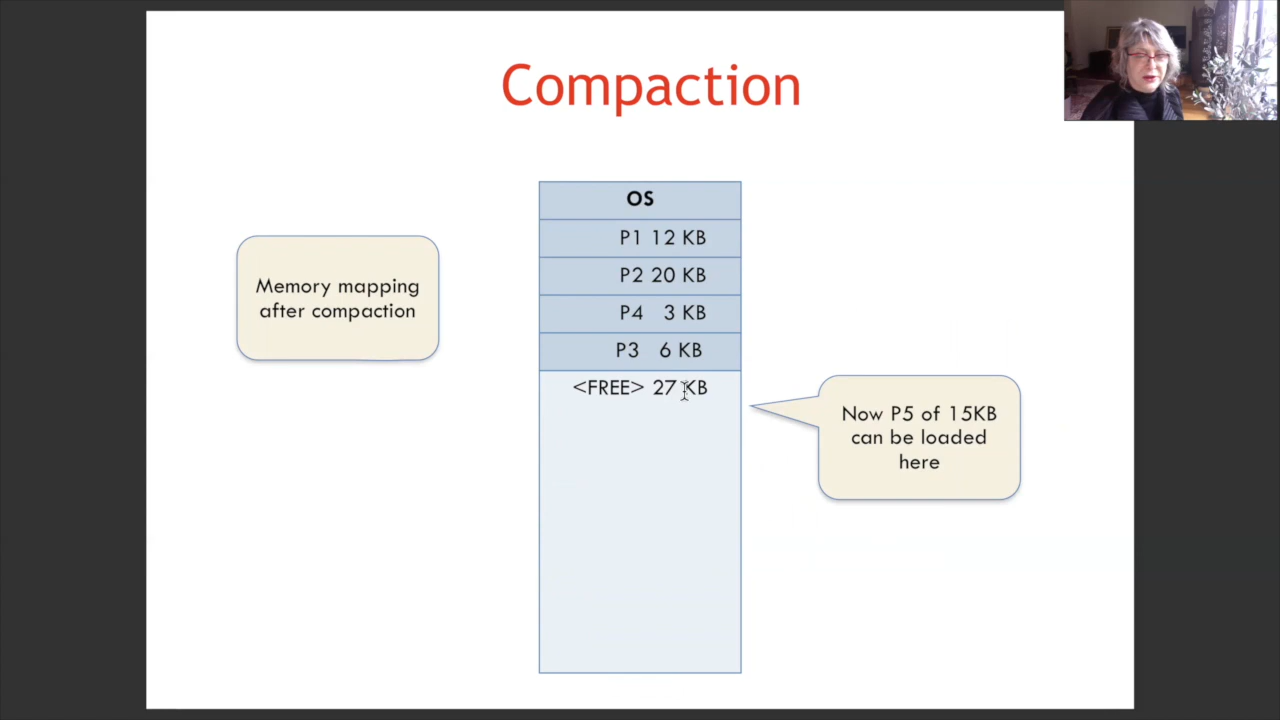 Compaction
OS
P1 12 KB
P2 20 KB
P4 3 KB
P3 6 KB
<FREE> 27 KB
Memory mapping
after compaction
Now P5 of 15KB
can be loaded
here